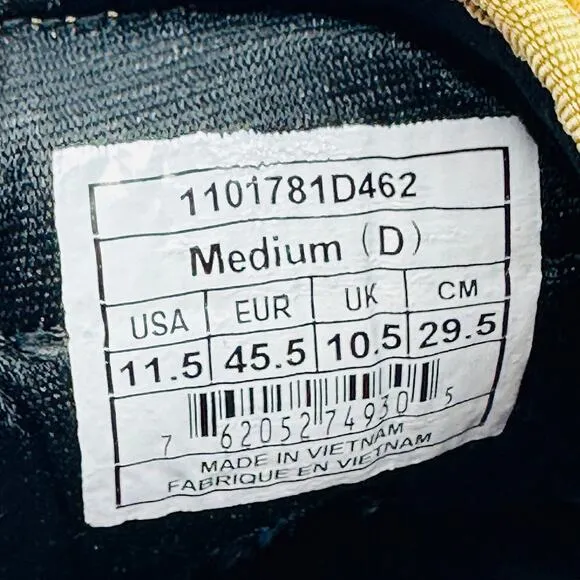 1101781D462
Medium (D)
USA EUR UK CM
11.5 45.5 10.5 29.5
7 62052 74930 5
MADE IN VIETNAM
FABRIQUE EN VIETNAM